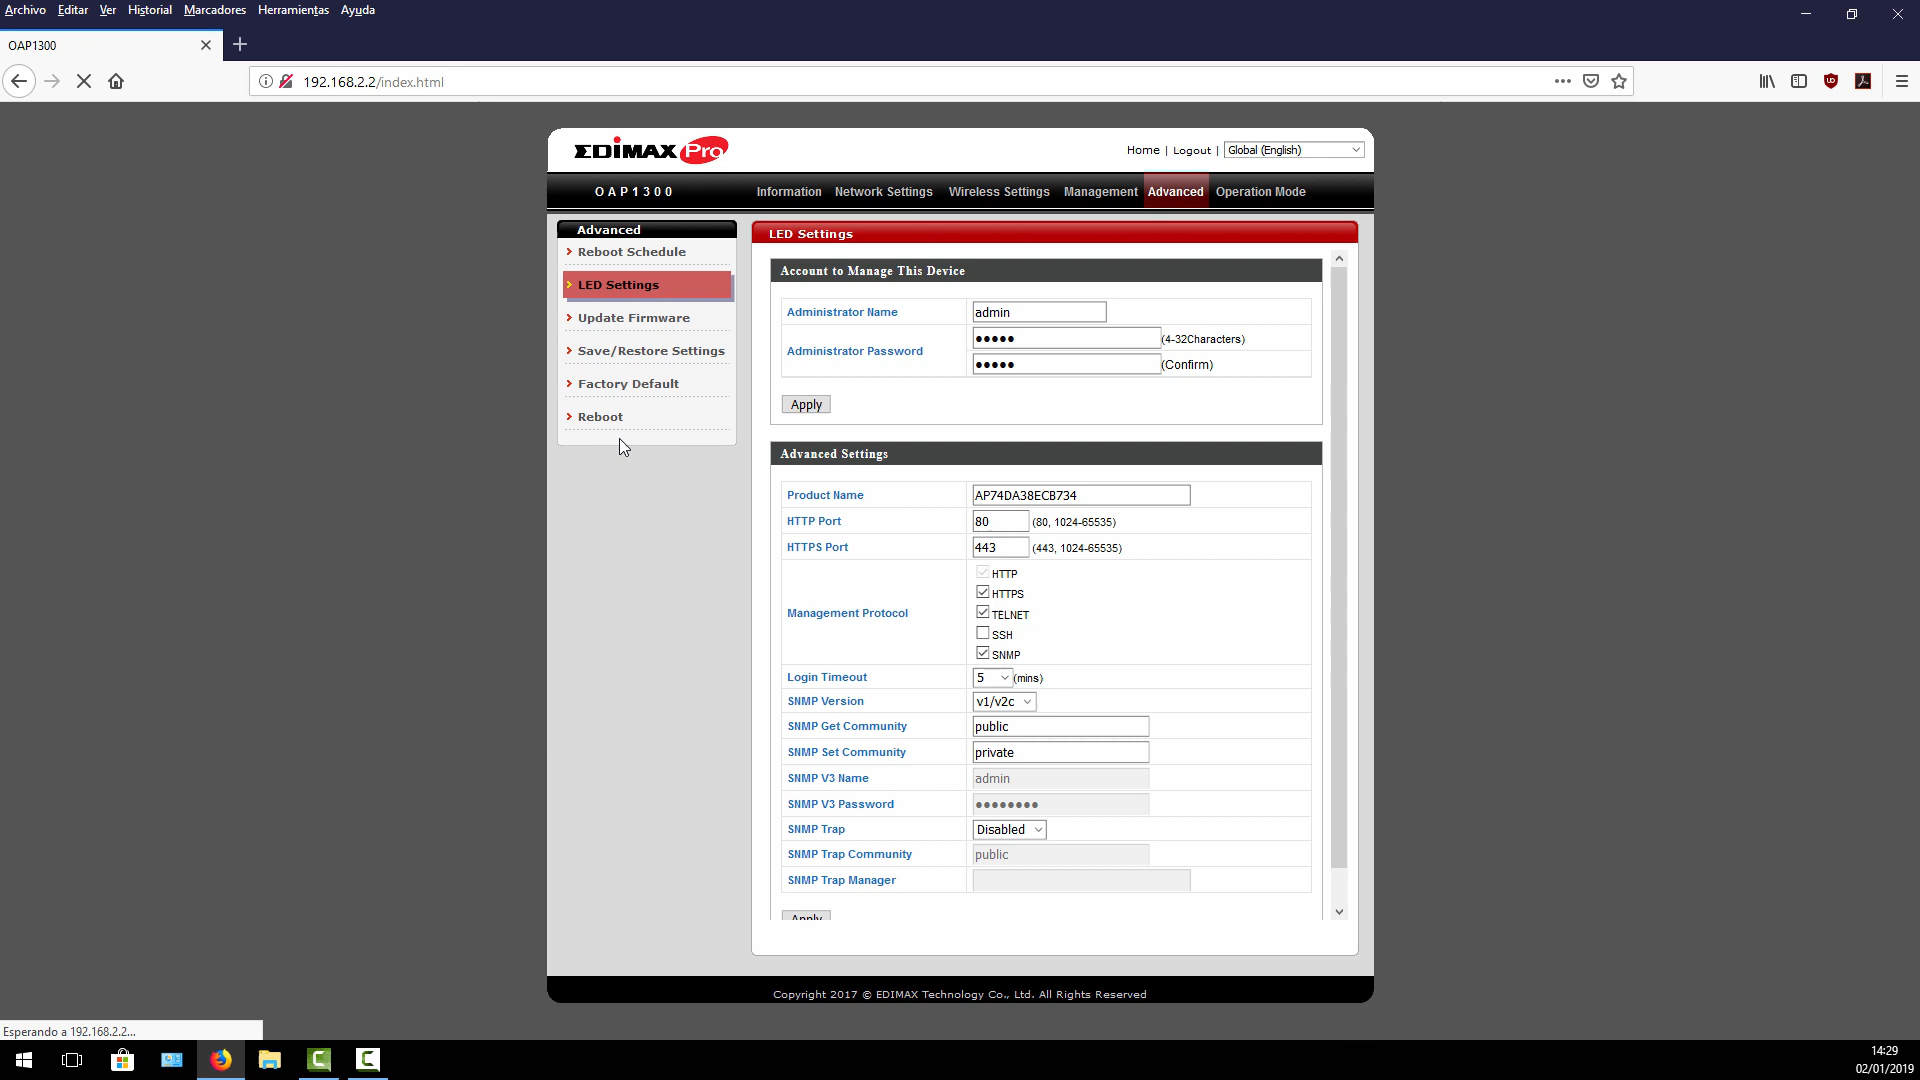 Archivo Editar Ver Historial Marcadores Herramientas Ayuda
OAP1300
192.168.2.2/index.html
EDIMAX Pro
Home | Logout | Global (English)
OAP1300 Information Network Settings Wireless Settings Management Advanced Operation Mode
Advanced
Reboot Schedule
LED Settings
Update Firmware
Save/Restore Settings
Factory Default
Reboot
LED Settings
Account to Manage This Device
Administrator Name admin
Administrator Password ●●●●● (4-32Characters)
●●●●● (Confirm)
Apply
Advanced Settings
Product Name AP74DA38ECB734
HTTP Port 80 (80, 1024-65535)
HTTPS Port 443 (443, 1024-65535)
Management Protocol
HTTP
HTTPS
TELNET
SSH
SNMP
Login Timeout 5 (mins)
SNMP Version v1/v2c
SNMP Get Community public
SNMP Set Community private
SNMP V3 Name admin
SNMP V3 Password ●●●●●●●●
SNMP Trap Disabled
SNMP Trap Community public
SNMP Trap Manager
Apply
Copyright 2017 © EDIMAX Technology Co., Ltd. All Rights Reserved
Esperando a 192.168.2.2...
14:29
02/01/2019